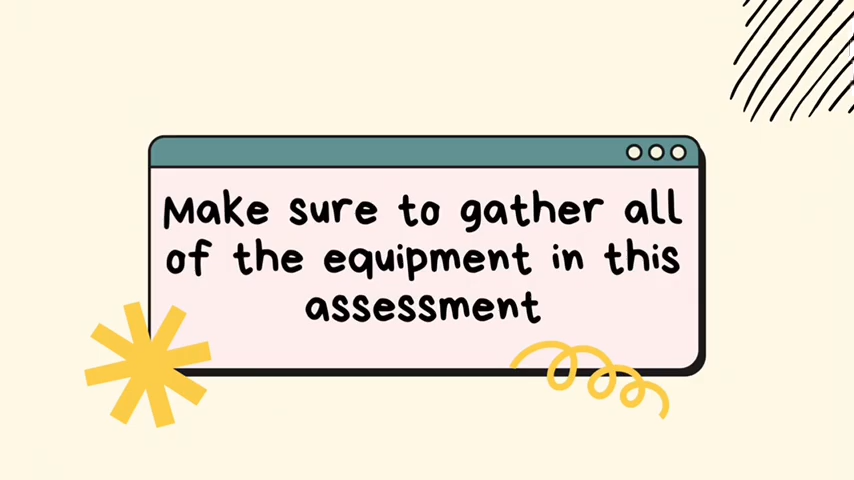 Make sure to gather all
of the equipment in this
assessment